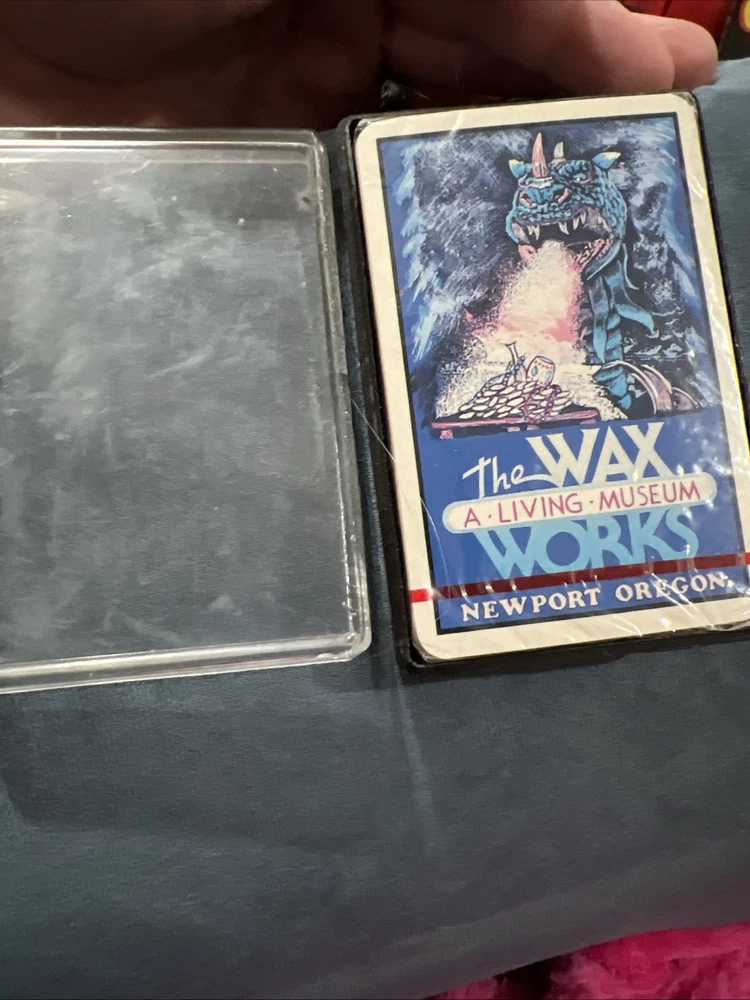 The WAX
A · LIVING · MUSEUM
WORKS
NEWPORT OREGON